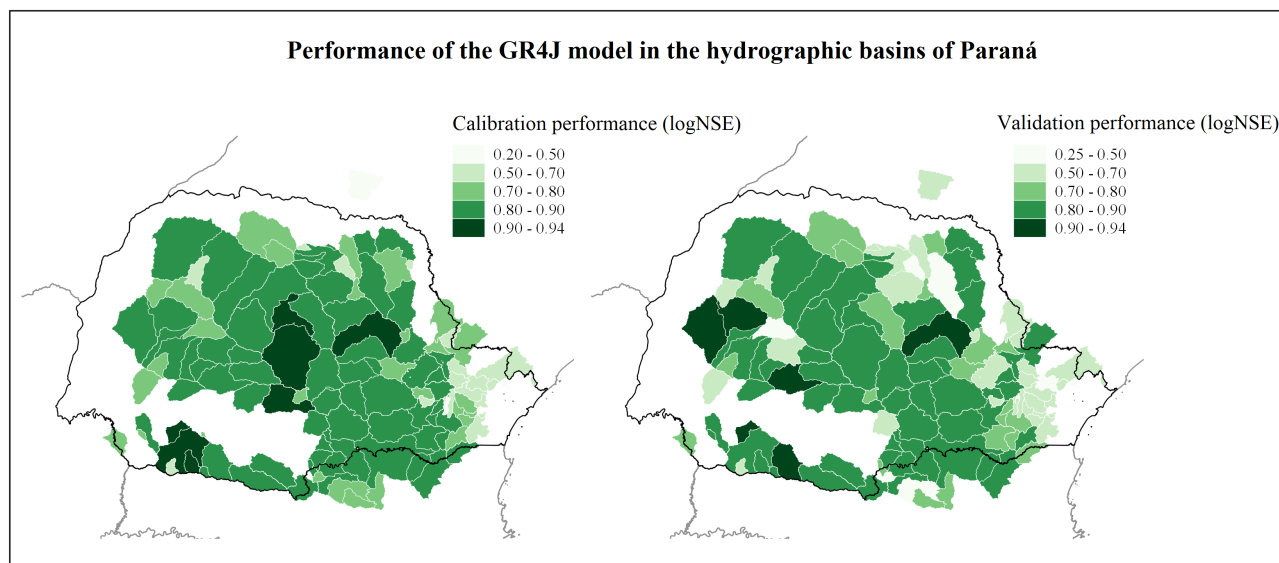 Performance of the GR4J model in the hydrographic basins of Paraná
Calibration performance (logNSE)
0.20 - 0.50
0.50 - 0.70
0.70 - 0.80
0.80 - 0.90
0.90 - 0.94
Validation performance (logNSE)
0.25 - 0.50
0.50 - 0.70
0.70 - 0.80
0.80 - 0.90
0.90 - 0.94